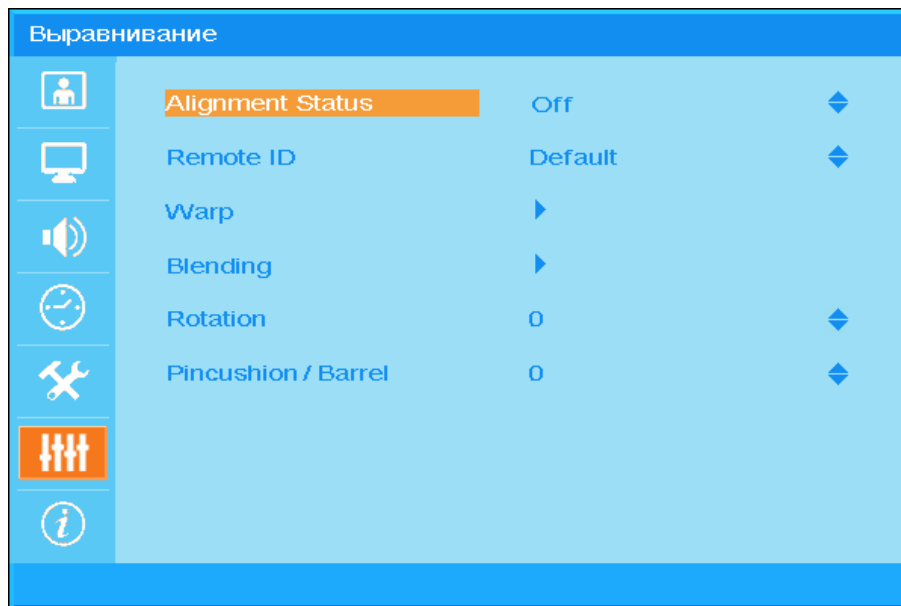 Выравнивание
Alignment Status Off
Remote ID Default
Warp
Blending
Rotation 0
Pincushion / Barrel 0